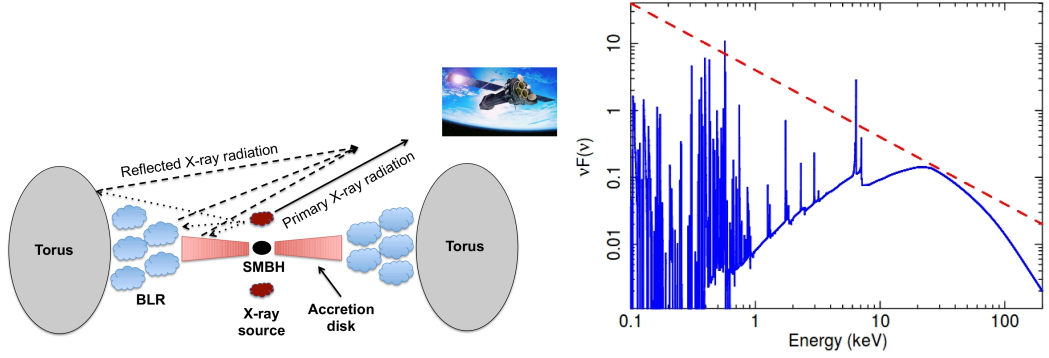 Reflected X-ray radiation
Primary X-ray radiation
Torus
Torus
SMBH
BLR
X-ray
source
Accretion
disk
νF(ν)
10
1
0.1
0.01
0.1
1
10
100
Energy (keV)